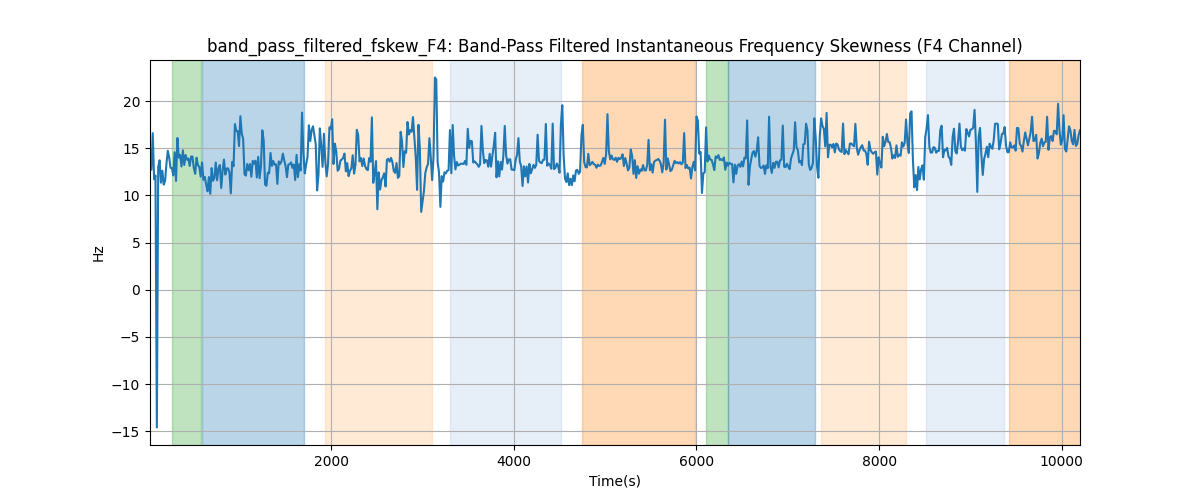 band_pass_filtered_fskew_F4: Band-Pass Filtered Instantaneous Frequency Skewness (F4 Channel)
20
15
10
5
0
−5
−10
−15
Hz
2000 4000 6000 8000 10000
Time(s)